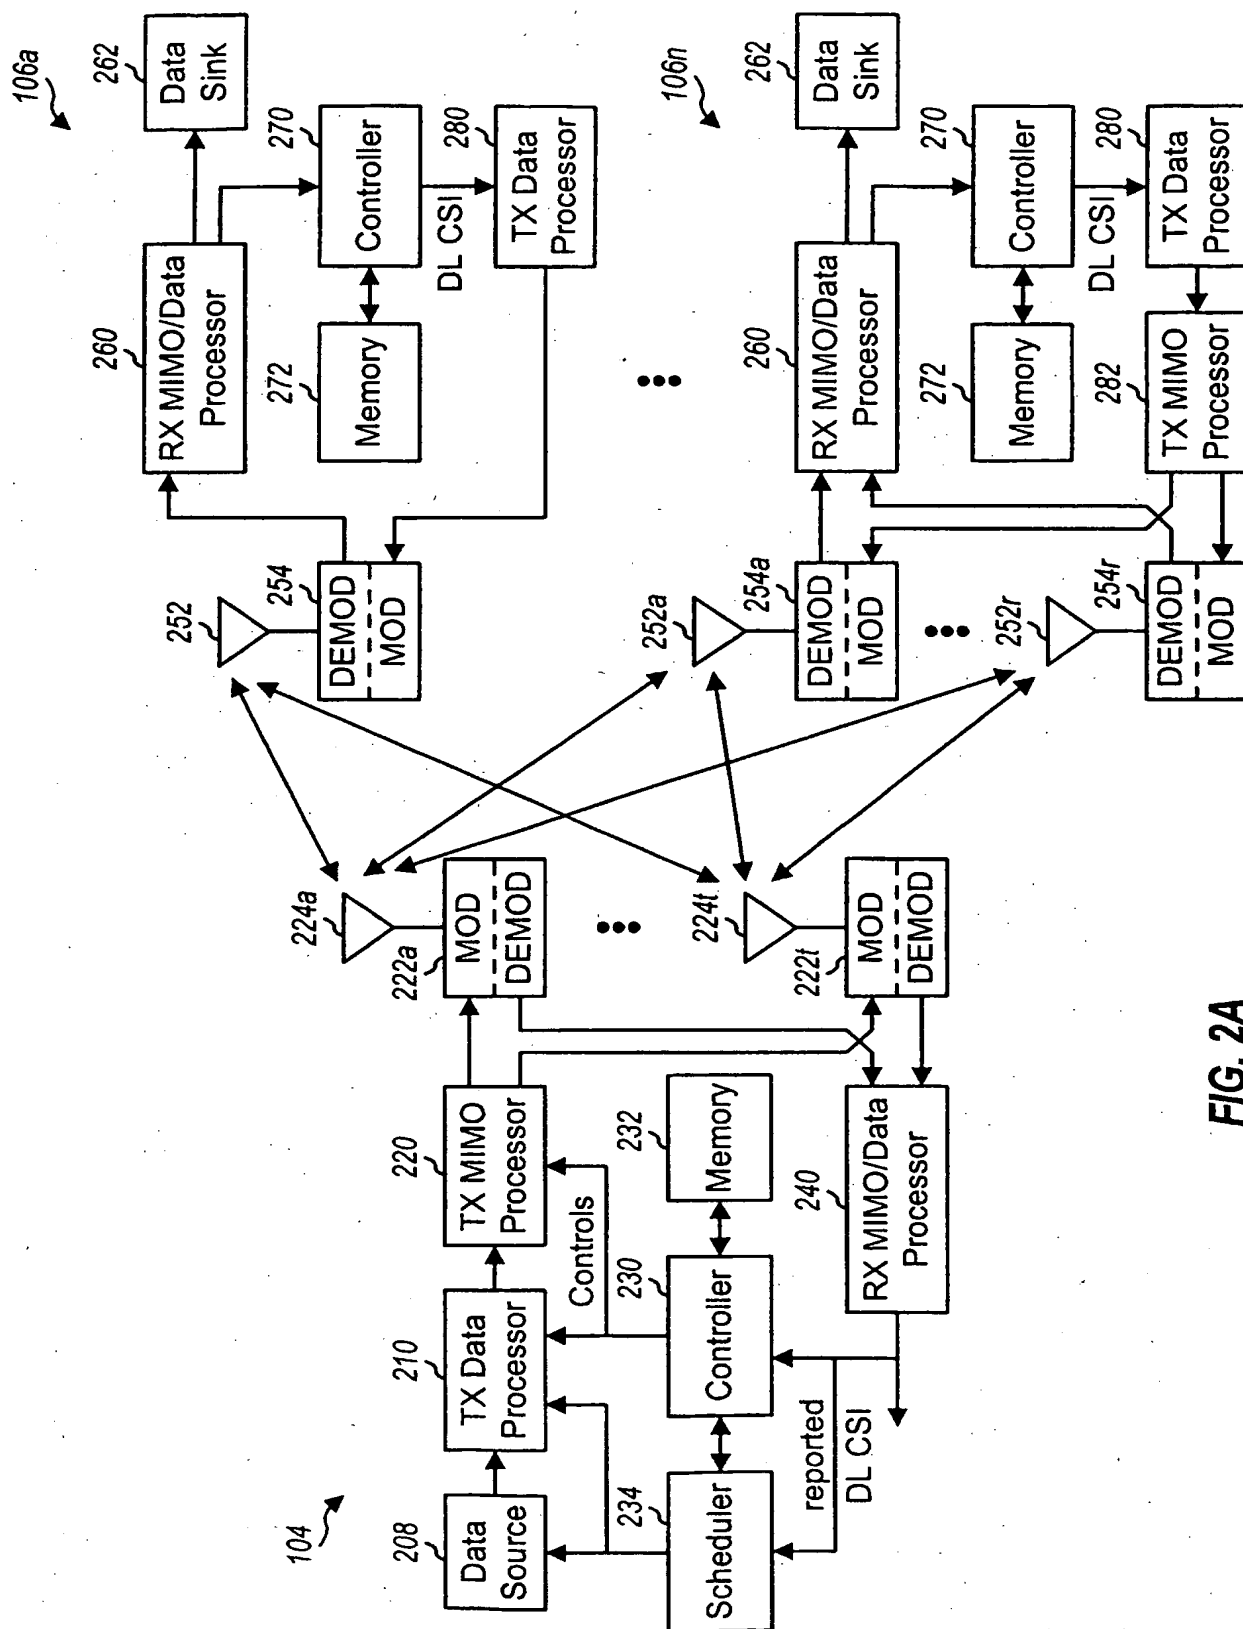 104
208
Data
Source
210
TX Data
Processor
220
TX MIMO
Processor
222a
MOD
DEMOD
224a
234
Scheduler
230
Controller
232
Memory
Controls
reported
DL CSI
240
RX MIMO/Data
Processor
222t
MOD
DEMOD
224t
106a
252
254
DEMOD
MOD
260
RX MIMO/Data
Processor
262
Data
Sink
272
Memory
270
Controller
DL CSI
280
TX Data
Processor
106n
252a
254a
DEMOD
MOD
260
RX MIMO/Data
Processor
262
Data
Sink
272
Memory
270
Controller
DL CSI
252r
254r
DEMOD
MOD
282
TX MIMO
Processor
280
TX Data
Processor
FIG. 2A